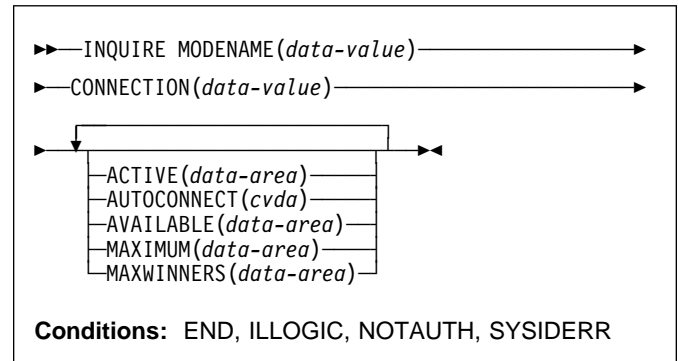 INQUIRE MODENAME(data-value)
CONNECTION(data-value)
ACTIVE(data-area)
AUTOCONNECT(cvda)
AVAILABLE(data-area)
MAXIMUM(data-area)
MAXWINNERS(data-area)
Conditions: END, ILLOGIC, NOTAUTH, SYSIDERR